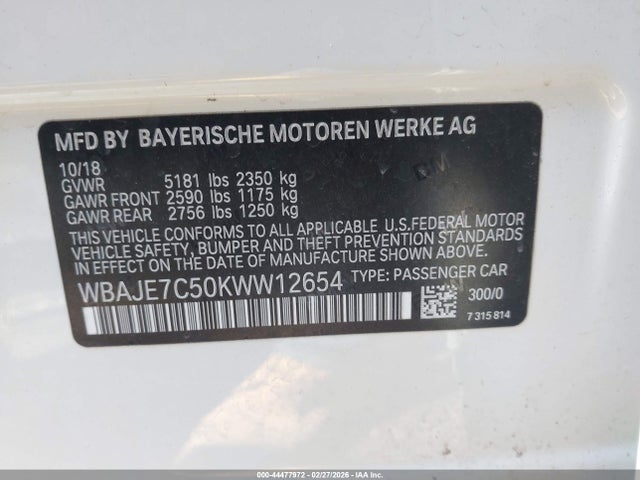 MFD BY BAYERISCHE MOTOREN WERKE AG
10/18
GVWR 5181 lbs 2350 kg
GAWR FRONT 2590 lbs 1175 kg
GAWR REAR 2756 lbs 1250 kg
THIS VEHICLE CONFORMS TO ALL APPLICABLE U.S.FEDERAL MOTOR
VEHICLE SAFETY, BUMPER AND THEFT PREVENTION STANDARDS
IN EFFECT ON THE DATE OF MANUFACTURE SHOWN ABOVE.
WBAJE7C50KWW12654 TYPE: PASSENGER CAR
300/0
7 315 814
000-44477972 - 02/27/2026 - IAA Inc.